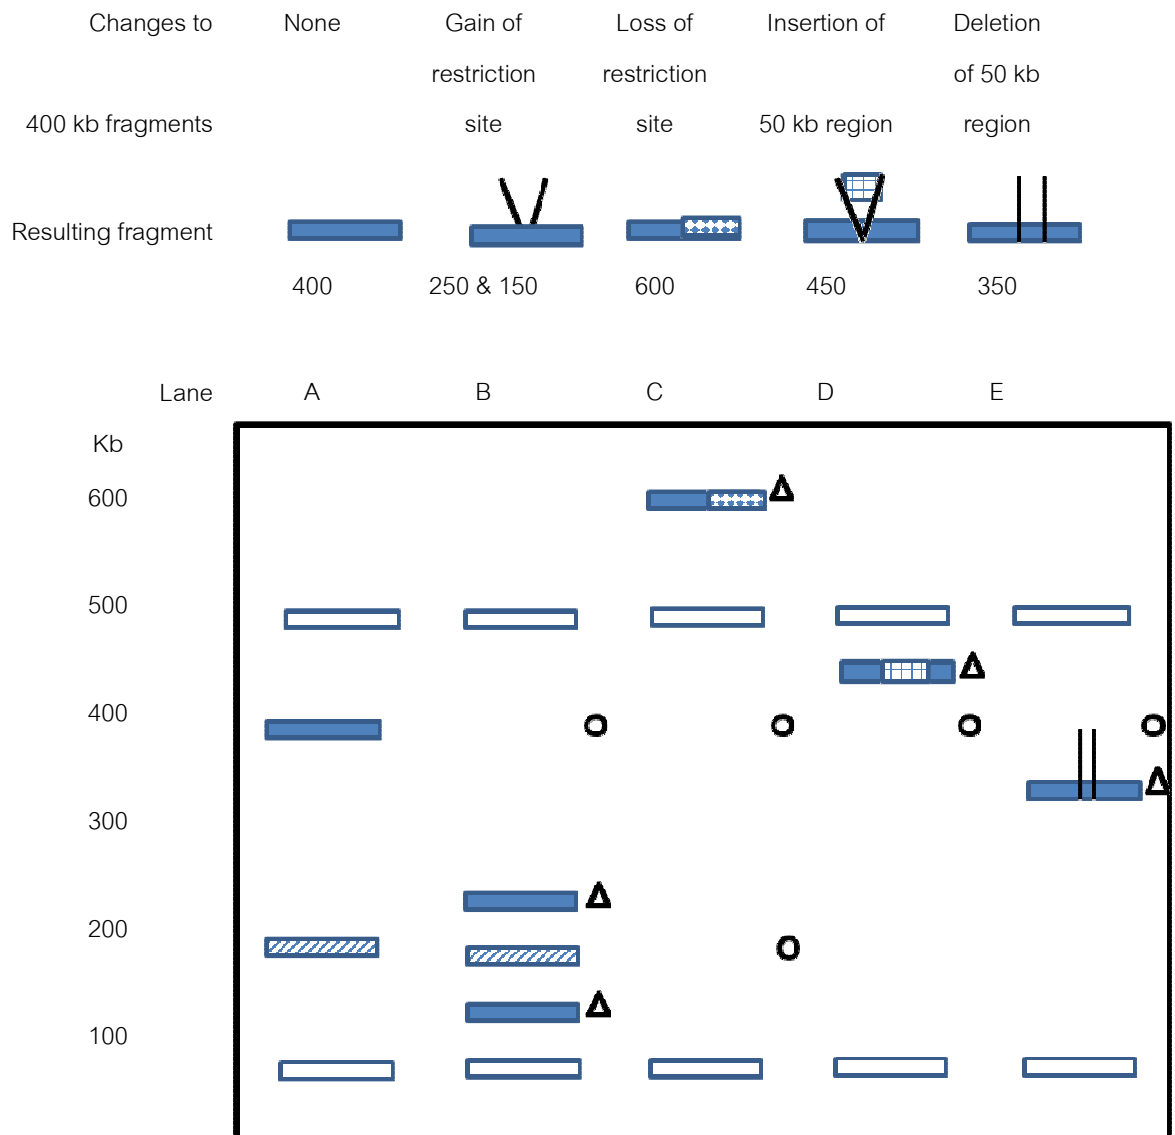 Changes to None Gain of Loss of Insertion of Deletion
restriction restriction of 50 kb
400 kb fragments site site 50 kb region region
Resulting fragment
400 250 & 150 600 450 350
Lane A B C D E
Kb
600 Δ
500
Δ
400 O O O O
Δ
300
Δ
200 O
Δ
100